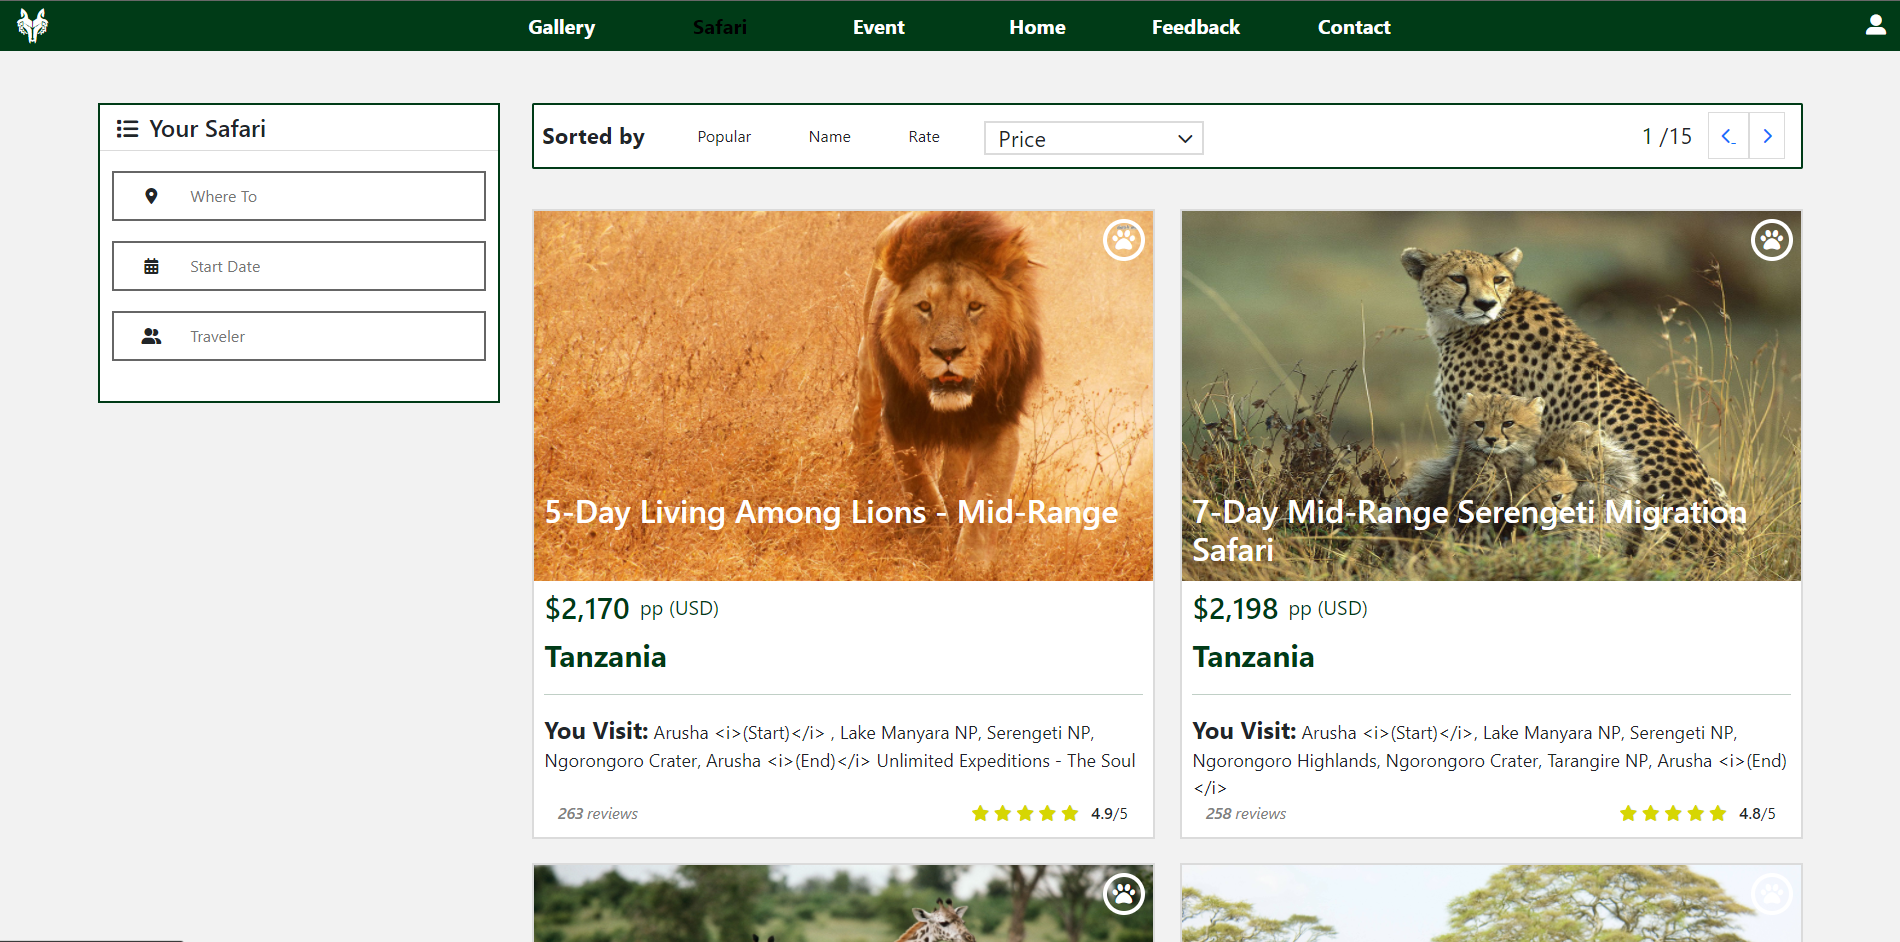 Gallery Safari Event Home Feedback Contact
Your Safari
Where To
Start Date
Traveler
Sorted by Popular Name Rate Price 1 /15
5-Day Living Among Lions - Mid-Range
$2,170 pp (USD)
Tanzania
You Visit: Arusha <i>(Start)</i> , Lake Manyara NP, Serengeti NP,
Ngorongoro Crater, Arusha <i>(End)</i> Unlimited Expeditions - The Soul
263 reviews 4.9/5
7-Day Mid-Range Serengeti Migration
Safari
$2,198 pp (USD)
Tanzania
You Visit: Arusha <i>(Start)</i>, Lake Manyara NP, Serengeti NP,
Ngorongoro Highlands, Ngorongoro Crater, Tarangire NP, Arusha <i>(End)
</i>
258 reviews 4.8/5